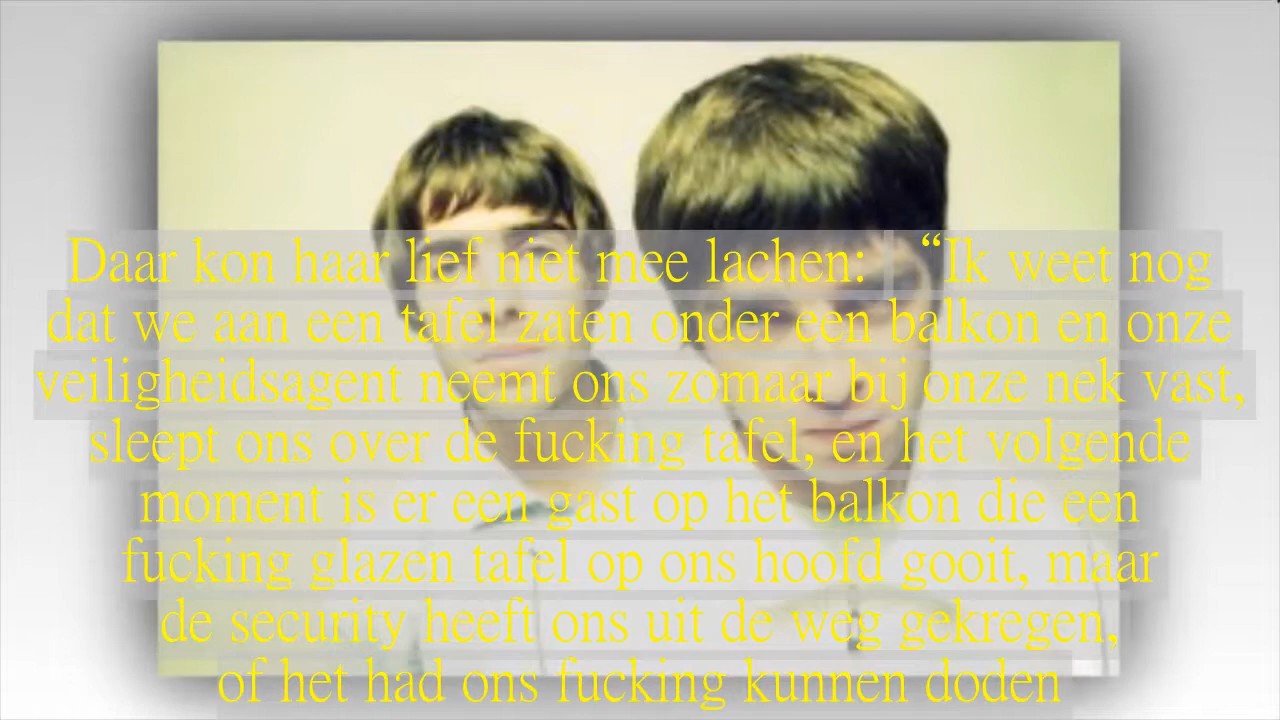 Daar kon haar lief niet mee lachen: “Ik weet nog
dat we aan een tafel zaten onder een balkon en onze
veiligheidsagent neemt ons zomaar bij onze nek vast,
sleept ons over de fucking tafel, en het volgende
moment is er een gast op het balkon die een
fucking glazen tafel op ons hoofd gooit, maar
de security heeft ons uit de weg gekregen,
of het had ons fucking kunnen doden